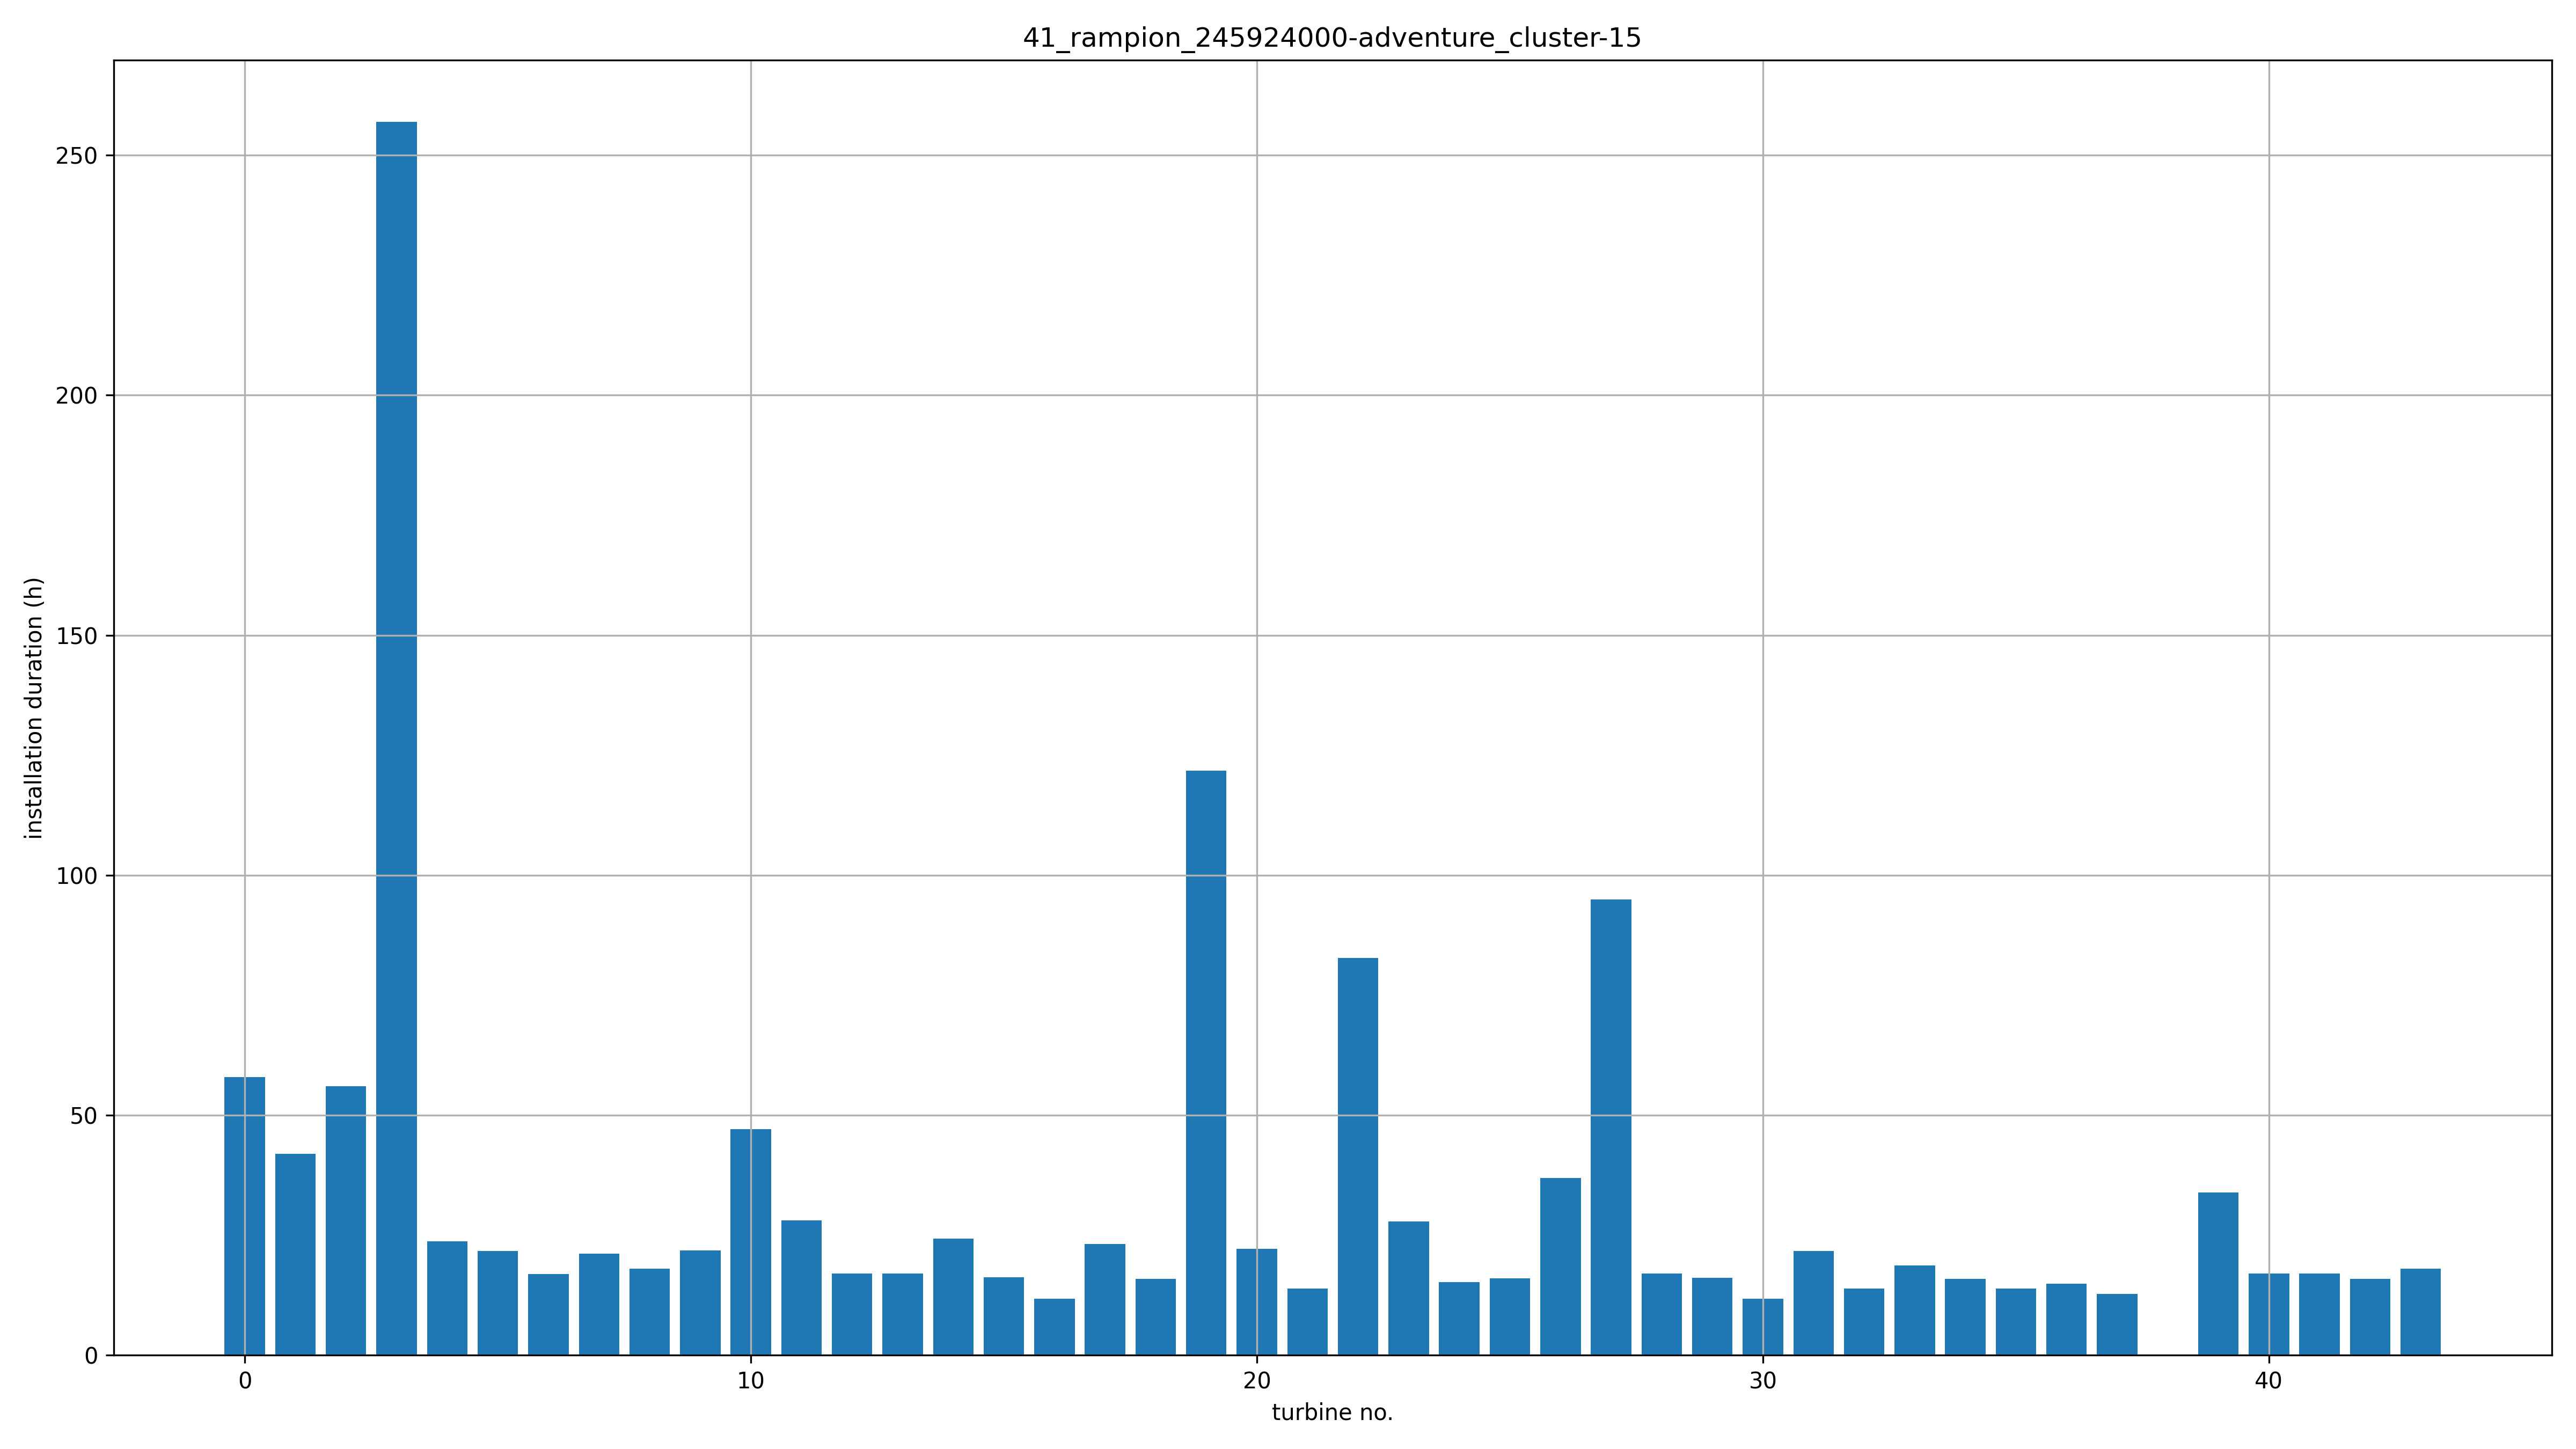 41_rampion_245924000-adventure_cluster-15
installation duration (h)
250
200
150
100
50
0
0 10 20 30 40
turbine no.